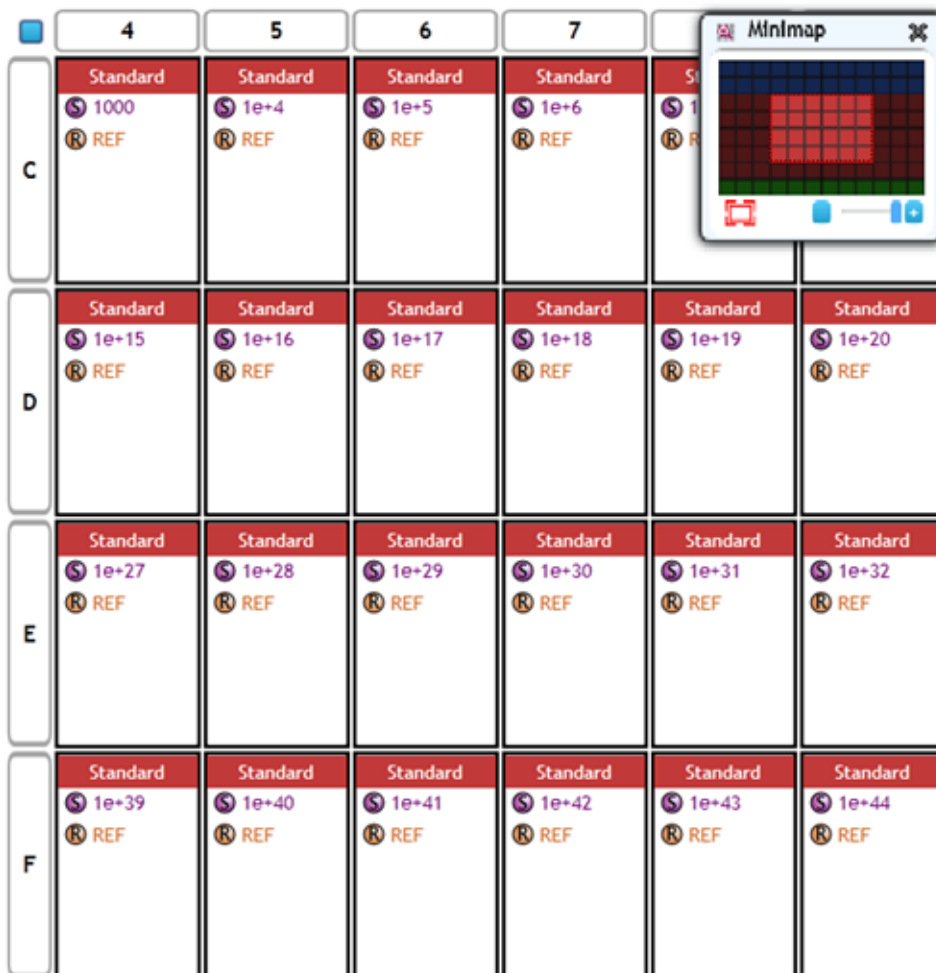 4 5 6 7 Minimap
C
Standard Standard Standard Standard
S 1000 S 1e+4 S 1e+5 S 1e+6
R REF R REF R REF R REF
D
Standard Standard Standard Standard Standard Standard
S 1e+15 S 1e+16 S 1e+17 S 1e+18 S 1e+19 S 1e+20
R REF R REF R REF R REF R REF R REF
E
Standard Standard Standard Standard Standard Standard
S 1e+27 S 1e+28 S 1e+29 S 1e+30 S 1e+31 S 1e+32
R REF R REF R REF R REF R REF R REF
F
Standard Standard Standard Standard Standard Standard
S 1e+39 S 1e+40 S 1e+41 S 1e+42 S 1e+43 S 1e+44
R REF R REF R REF R REF R REF R REF